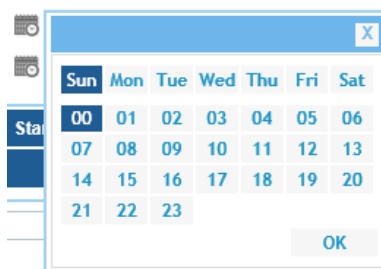 X
Sun Mon Tue Wed Thu Fri Sat
00 01 02 03 04 05 06
Sta
07 08 09 10 11 12 13
14 15 16 17 18 19 20
21 22 23
OK